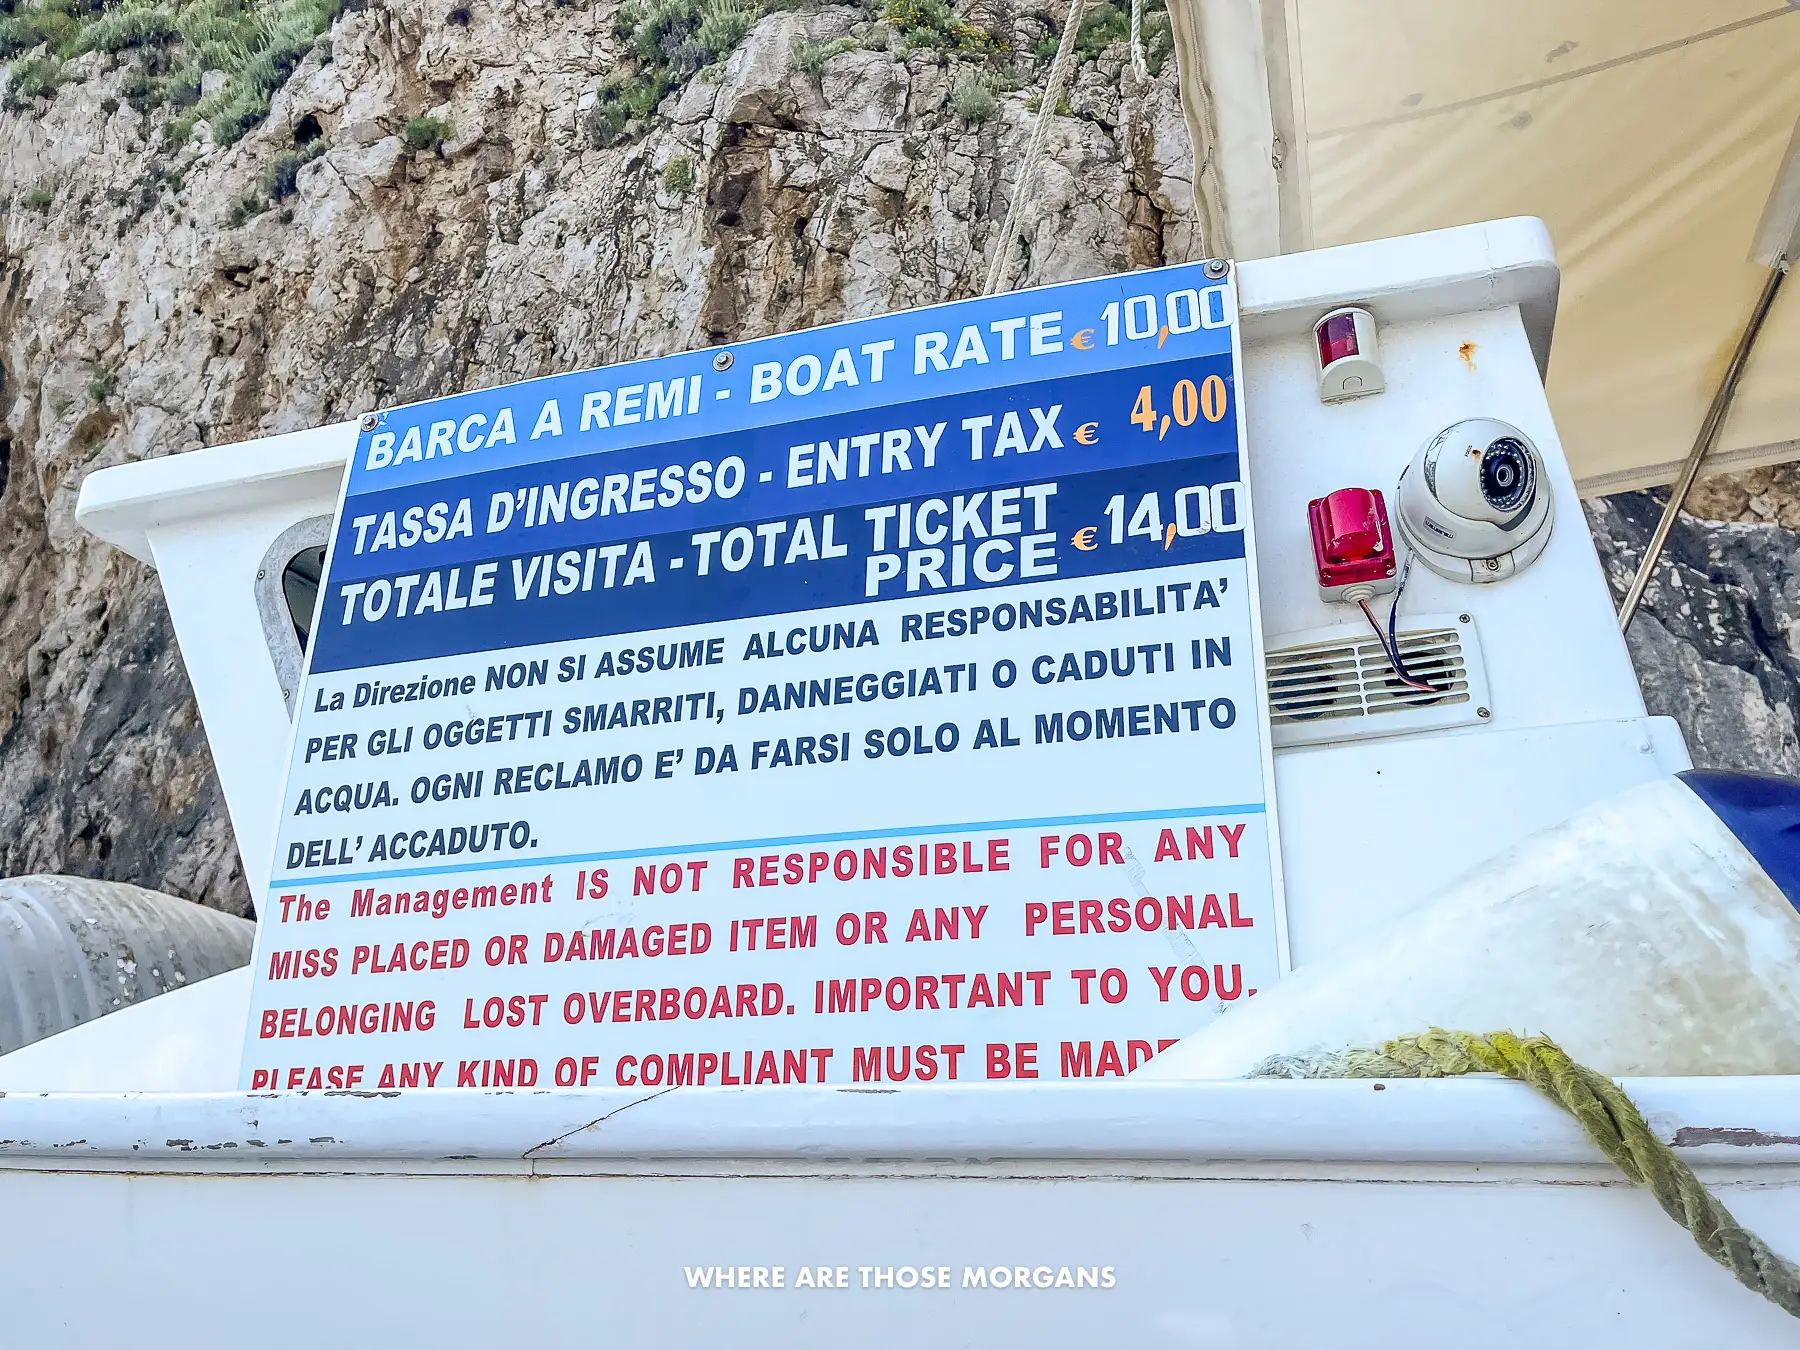 BARCA A REMI - BOAT RATE € 10,00
TASSA D'INGRESSO - ENTRY TAX € 4,00
TOTALE VISITA - TOTAL TICKET PRICE € 14,00
La Direzione NON SI ASSUME ALCUNA RESPONSABILITA'
PER GLI OGGETTI SMARRITI, DANNEGGIATI O CADUTI IN
ACQUA. OGNI RECLAMO E' DA FARSI SOLO AL MOMENTO
DELL' ACCADUTO.
The Management IS NOT RESPONSIBLE FOR ANY
MISS PLACED OR DAMAGED ITEM OR ANY PERSONAL
BELONGING LOST OVERBOARD. IMPORTANT TO YOU.
PLEASE ANY KIND OF COMPLIANT MUST BE MADE
WHERE ARE THOSE MORGANS